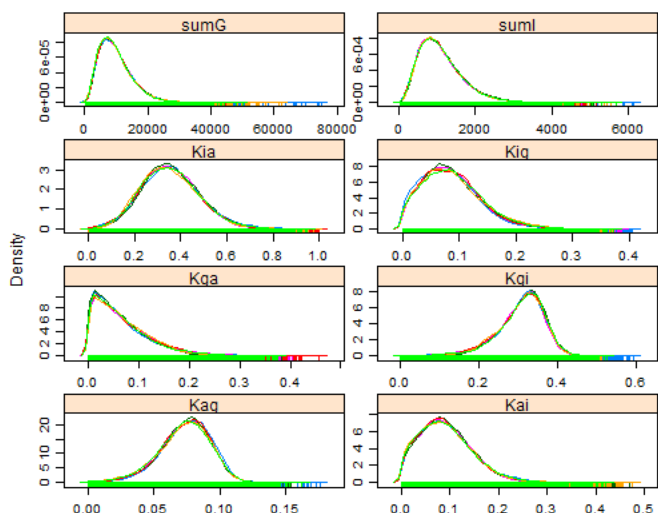 sumG
sumI
0e+00 6e-05
0e+00 6e-04
0 20000 40000 60000 80000
0 2000 4000 6000
Kia
Kig
0 1 2 3
0 2 4 6 8
0.0 0.2 0.4 0.6 0.8 1.0
0.0 0.1 0.2 0.3 0.4
Density
Kga
Kgi
0 2 4 6 8
0 2 4 6 8
0.0 0.1 0.2 0.3 0.4
0.0 0.2 0.4 0.6
Kag
Kai
0 5 10 20
0 2 4 6
0.00 0.05 0.10 0.15
0.0 0.1 0.2 0.3 0.4 0.5